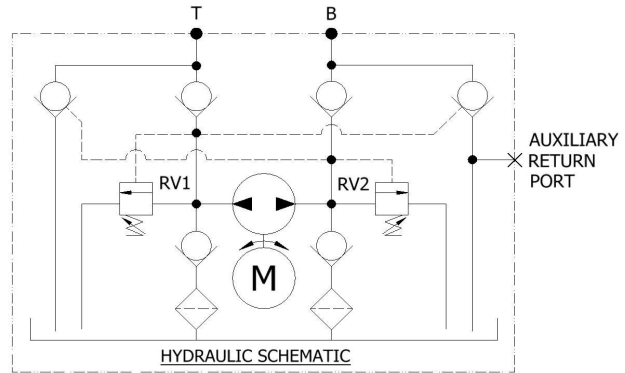 T
B
AUXILIARY
RETURN
PORT
RV1
RV2
M
HYDRAULIC SCHEMATIC